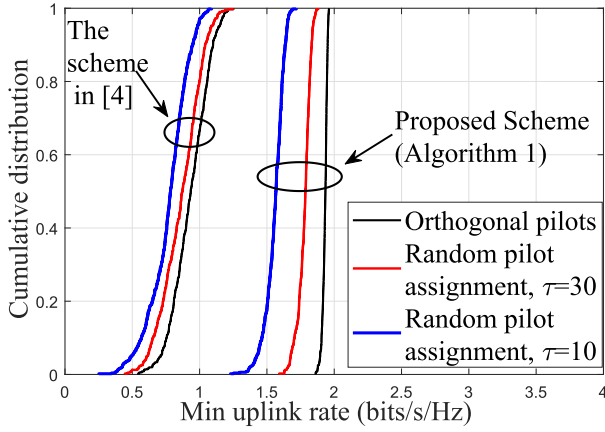 1
0.8
0.6
0.4
0.2
0
Cumulative distribution
The
scheme
in [4]
Proposed Scheme
(Algorithm 1)
Orthogonal pilots
Random pilot
assignment, τ=30
Random pilot
assignment, τ=10
0 0.5 1 1.5 2 2.5 3 3.5 4
Min uplink rate (bits/s/Hz)